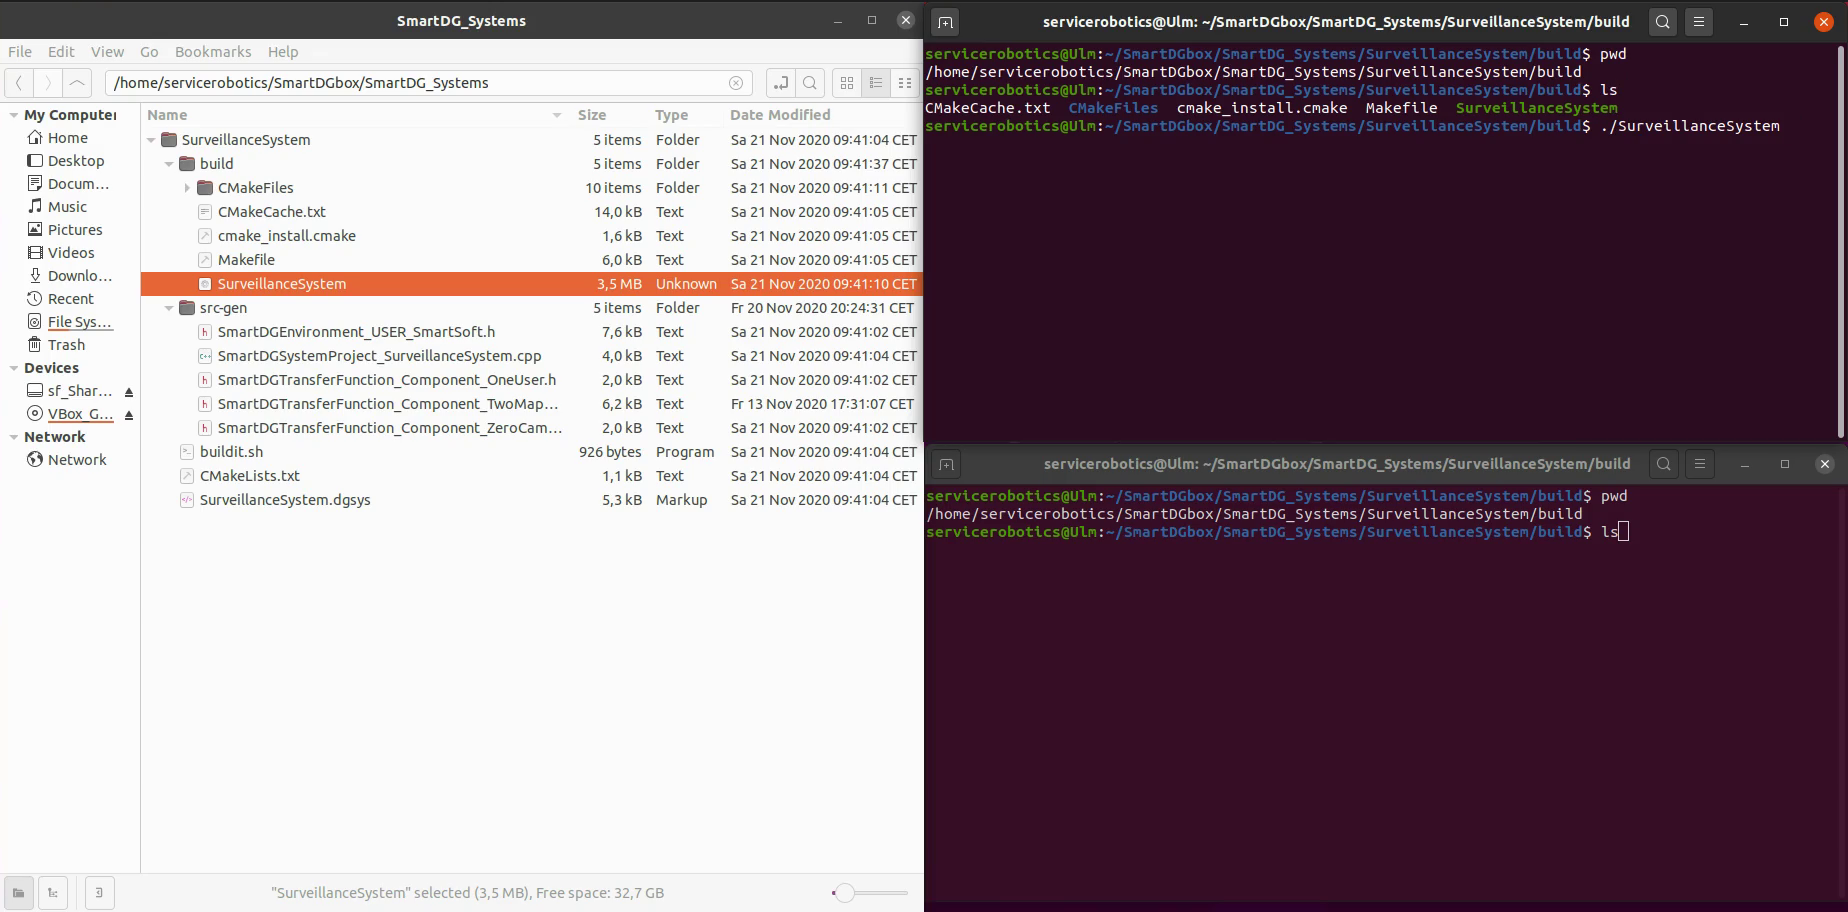 SmartDG_Systems
File Edit View Go Bookmarks Help
/home/servicerobotics/SmartDGbox/SmartDG_Systems
My Computer
Home
Desktop
Docum...
Music
Pictures
Videos
Downlo...
Recent
File Sys...
Trash
Devices
sf_Shar...
VBox_G...
Network
Network
Name Size Type Date Modified
SurveillanceSystem 5 items Folder Sa 21 Nov 2020 09:41:04 CET
build 5 items Folder Sa 21 Nov 2020 09:41:37 CET
CMakeFiles 10 items Folder Sa 21 Nov 2020 09:41:11 CET
CMakeCache.txt 14,0 kB Text Sa 21 Nov 2020 09:41:05 CET
cmake_install.cmake 1,6 kB Text Sa 21 Nov 2020 09:41:05 CET
Makefile 6,0 kB Text Sa 21 Nov 2020 09:41:05 CET
SurveillanceSystem 3,5 MB Unknown Sa 21 Nov 2020 09:41:10 CET
src-gen 5 items Folder Fr 20 Nov 2020 20:24:31 CET
SmartDGEnvironment_USER_SmartSoft.h 7,6 kB Text Sa 21 Nov 2020 09:41:02 CET
SmartDGSystemProject_SurveillanceSystem.cpp 4,0 kB Text Sa 21 Nov 2020 09:41:04 CET
SmartDGTransferFunction_Component_OneUser.h 2,0 kB Text Sa 21 Nov 2020 09:41:02 CET
SmartDGTransferFunction_Component_TwoMap... 6,2 kB Text Fr 13 Nov 2020 17:31:07 CET
SmartDGTransferFunction_Component_ZeroCam... 2,0 kB Text Sa 21 Nov 2020 09:41:02 CET
buildit.sh 926 bytes Program Sa 21 Nov 2020 09:41:04 CET
CMakeLists.txt 1,1 kB Text Sa 21 Nov 2020 09:41:04 CET
SurveillanceSystem.dgsys 5,3 kB Markup Sa 21 Nov 2020 09:41:04 CET
"SurveillanceSystem" selected (3,5 MB), Free space: 32,7 GB
servicerobotics@Ulm: ~/SmartDGbox/SmartDG_Systems/SurveillanceSystem/build
servicerobotics@Ulm:~/SmartDGbox/SmartDG_Systems/SurveillanceSystem/build$ pwd
/home/servicerobotics/SmartDGbox/SmartDG_Systems/SurveillanceSystem/build
servicerobotics@Ulm:~/SmartDGbox/SmartDG_Systems/SurveillanceSystem/build$ ls
CMakeCache.txt CMakeFiles cmake_install.cmake Makefile SurveillanceSystem
servicerobotics@Ulm:~/SmartDGbox/SmartDG_Systems/SurveillanceSystem/build$ ./SurveillanceSystem
servicerobotics@Ulm: ~/SmartDGbox/SmartDG_Systems/SurveillanceSystem/build
servicerobotics@Ulm:~/SmartDGbox/SmartDG_Systems/SurveillanceSystem/build$ pwd
/home/servicerobotics/SmartDGbox/SmartDG_Systems/SurveillanceSystem/build
servicerobotics@Ulm:~/SmartDGbox/SmartDG_Systems/SurveillanceSystem/build$ ls